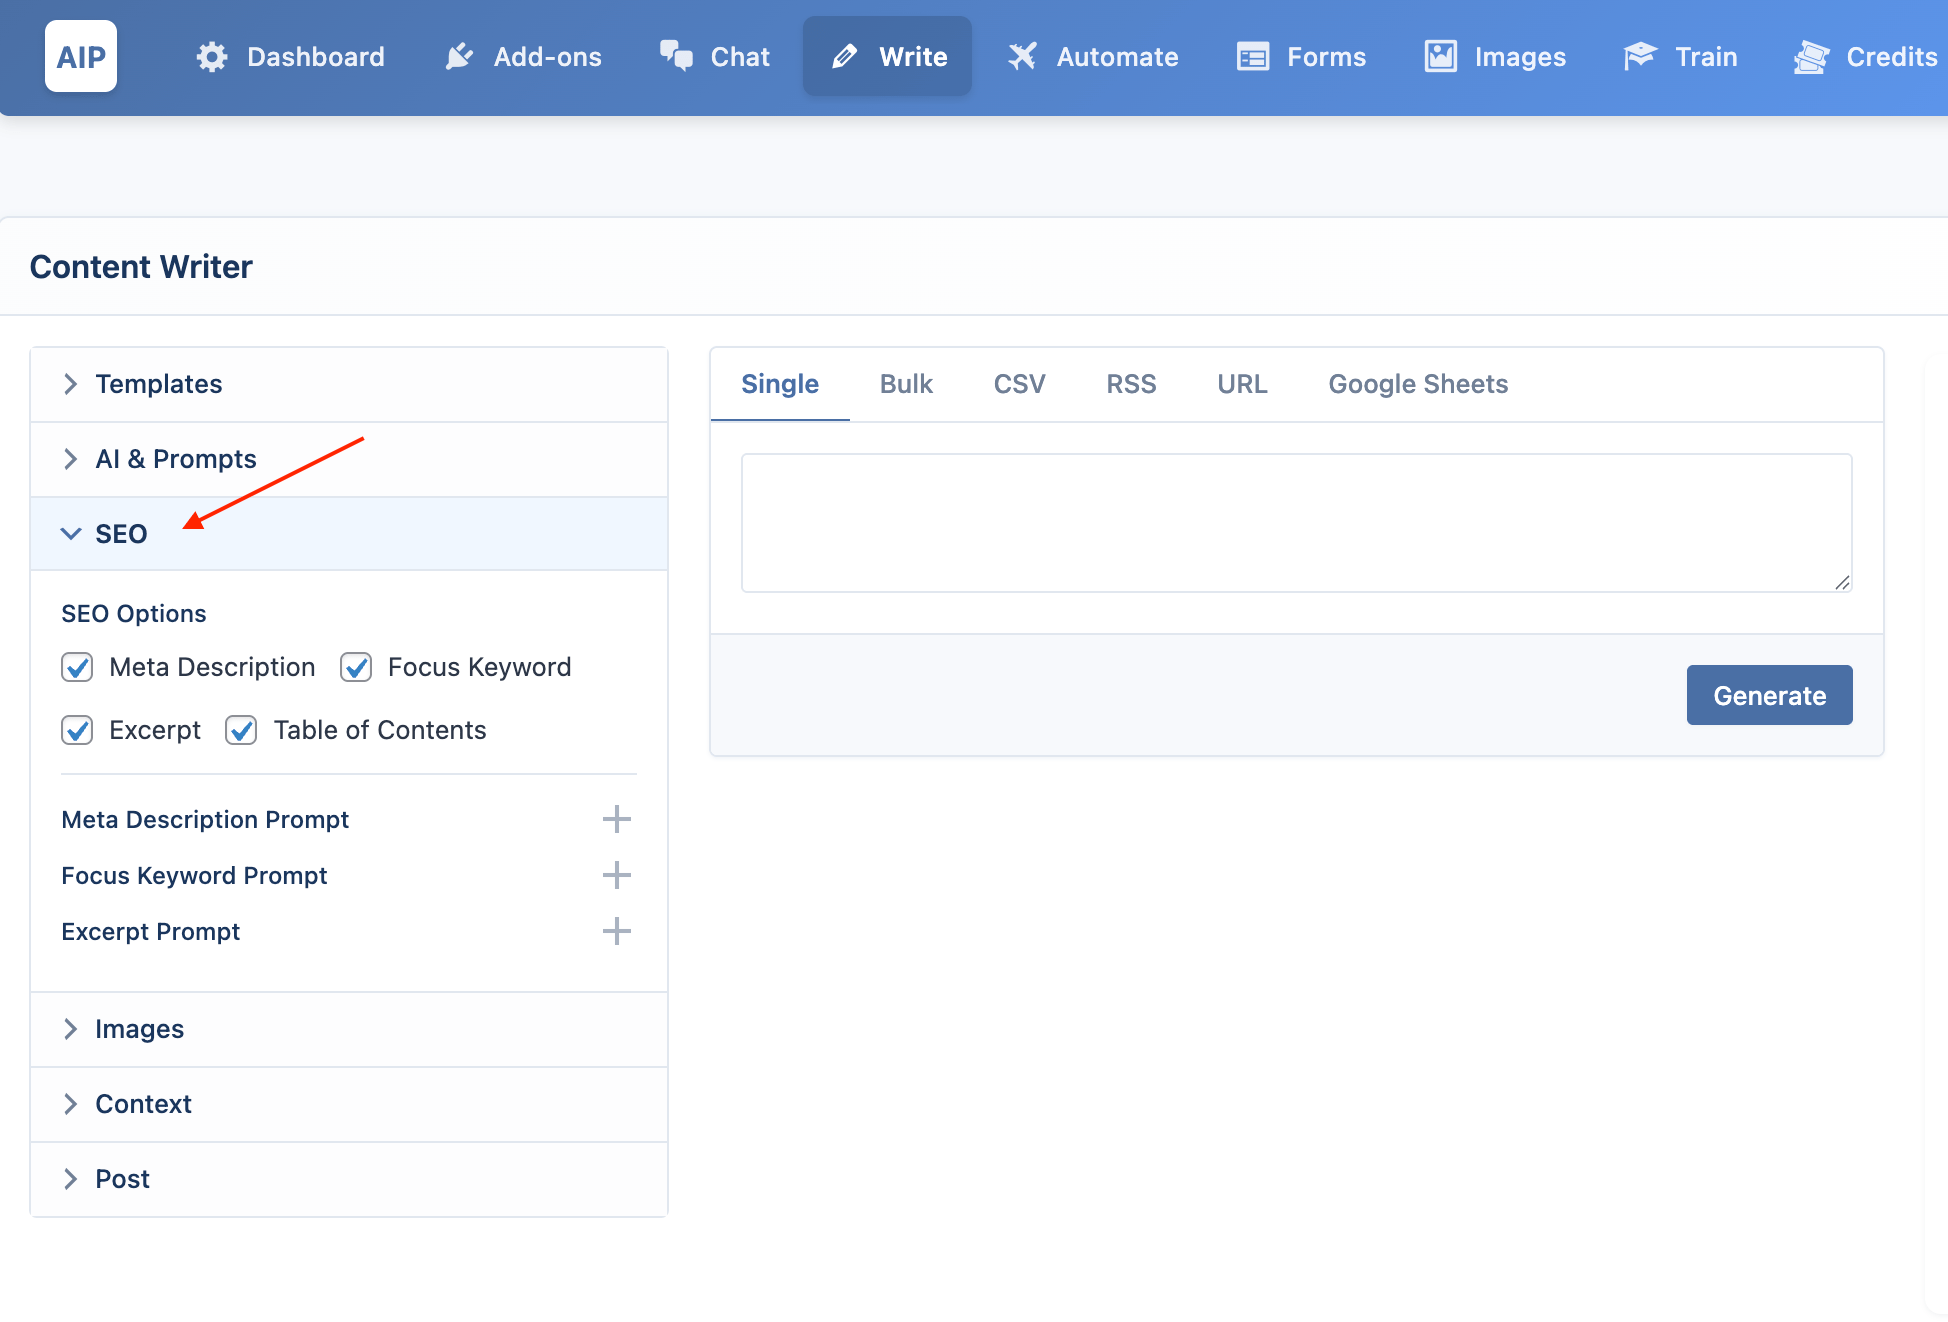 AIP Dashboard Add-ons Chat Write Automate Forms Images Train Credits
Content Writer
Templates
AI & Prompts
SEO
SEO Options
Meta Description Focus Keyword
Excerpt Table of Contents
Meta Description Prompt
Focus Keyword Prompt
Excerpt Prompt
Images
Context
Post
Single Bulk CSV RSS URL Google Sheets
Generate